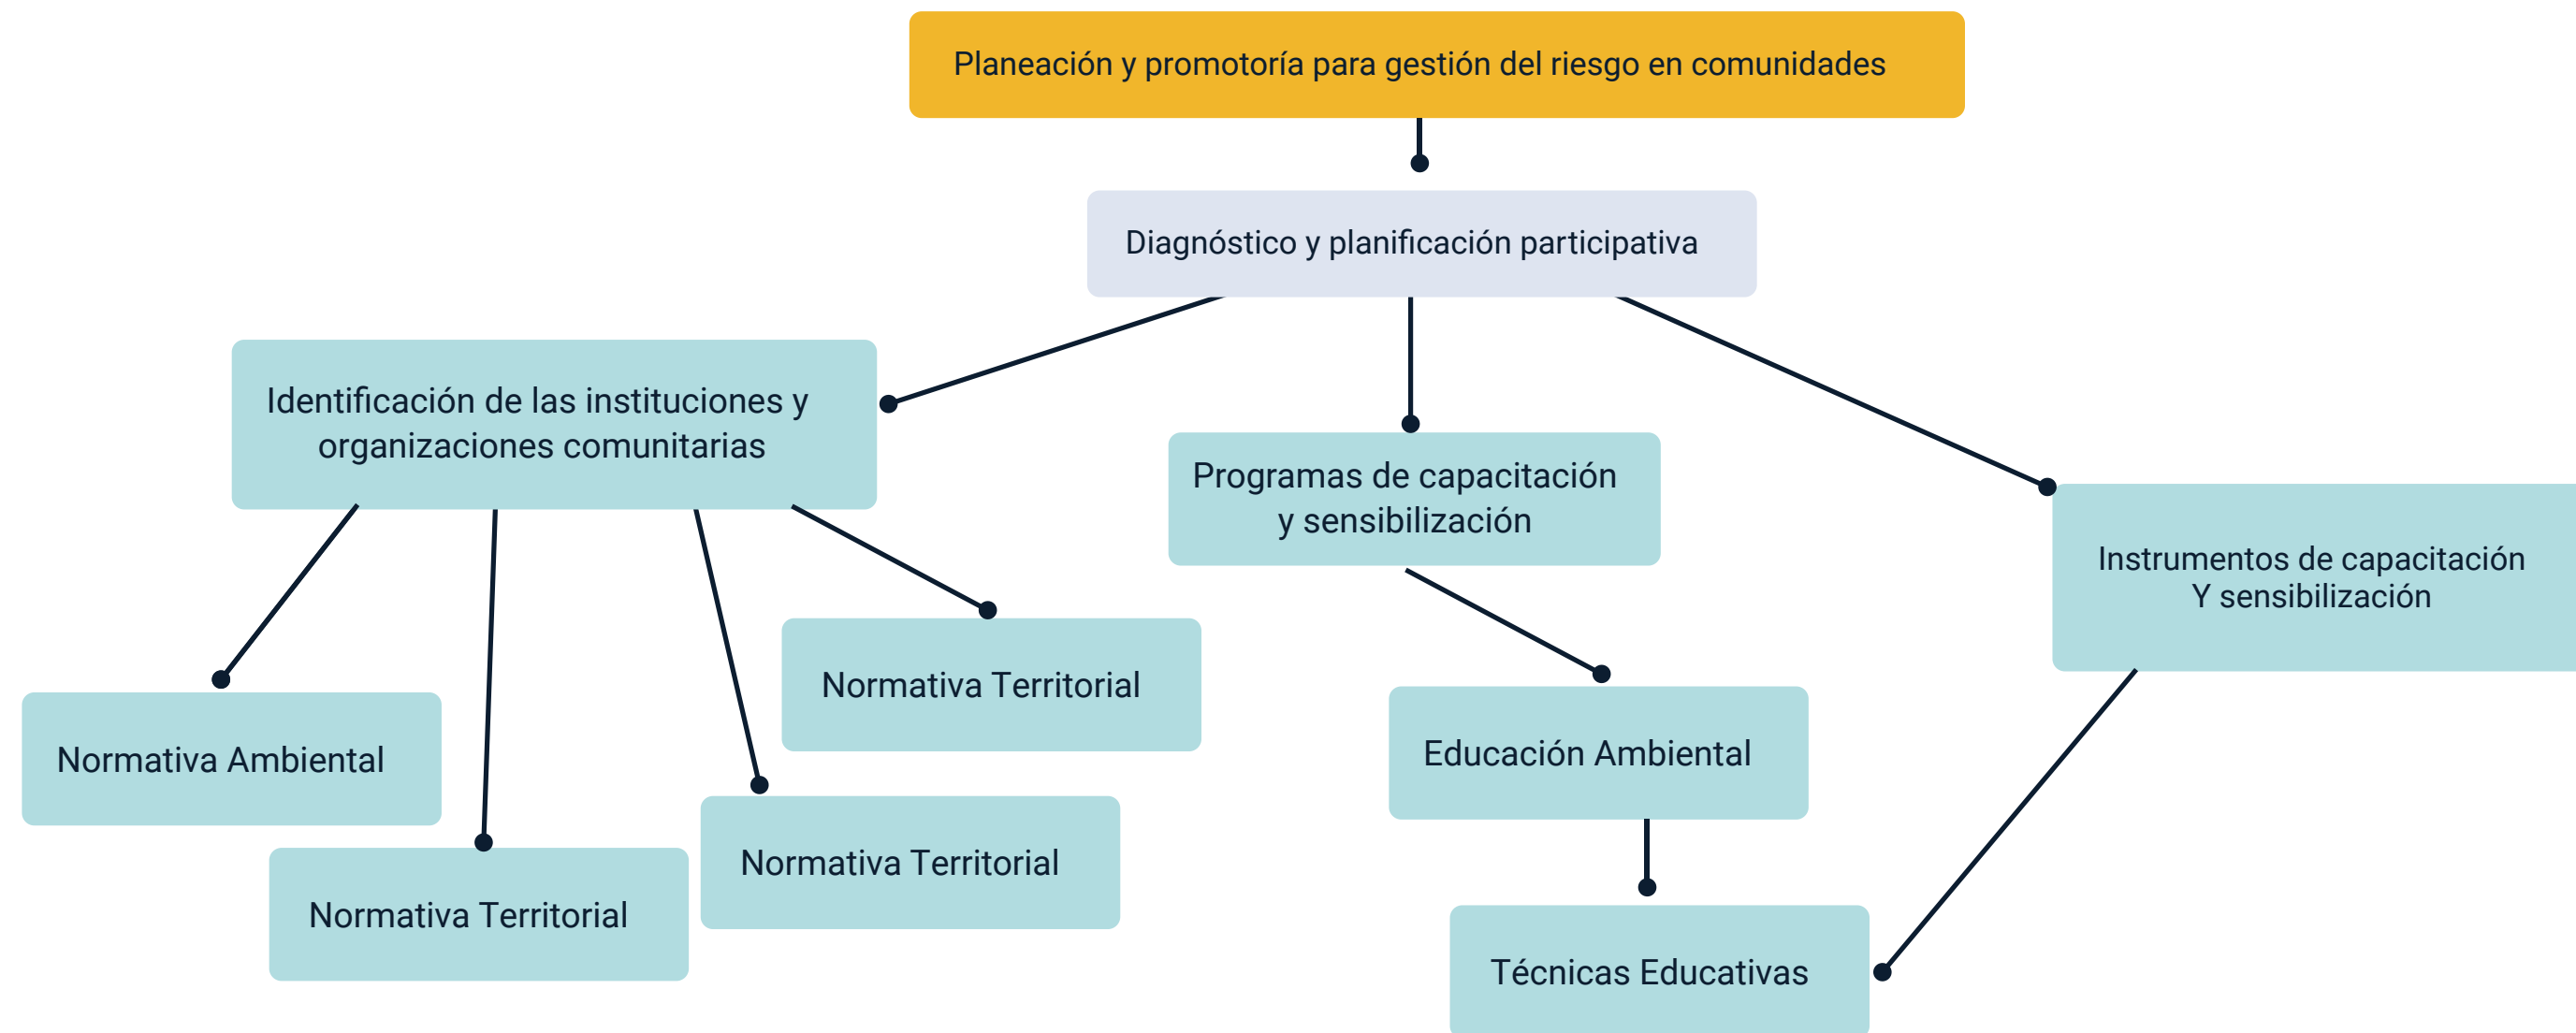 Planeación y promotoría para gestión del riesgo en comunidades
Diagnóstico y planificación participativa
Identificación de las instituciones y
organizaciones comunitarias
Programas de capacitación
y sensibilización
Instrumentos de capacitación
Y sensibilización
Normativa Territorial
Normativa Ambiental
Educación Ambiental
Normativa Territorial
Normativa Territorial
Técnicas Educativas